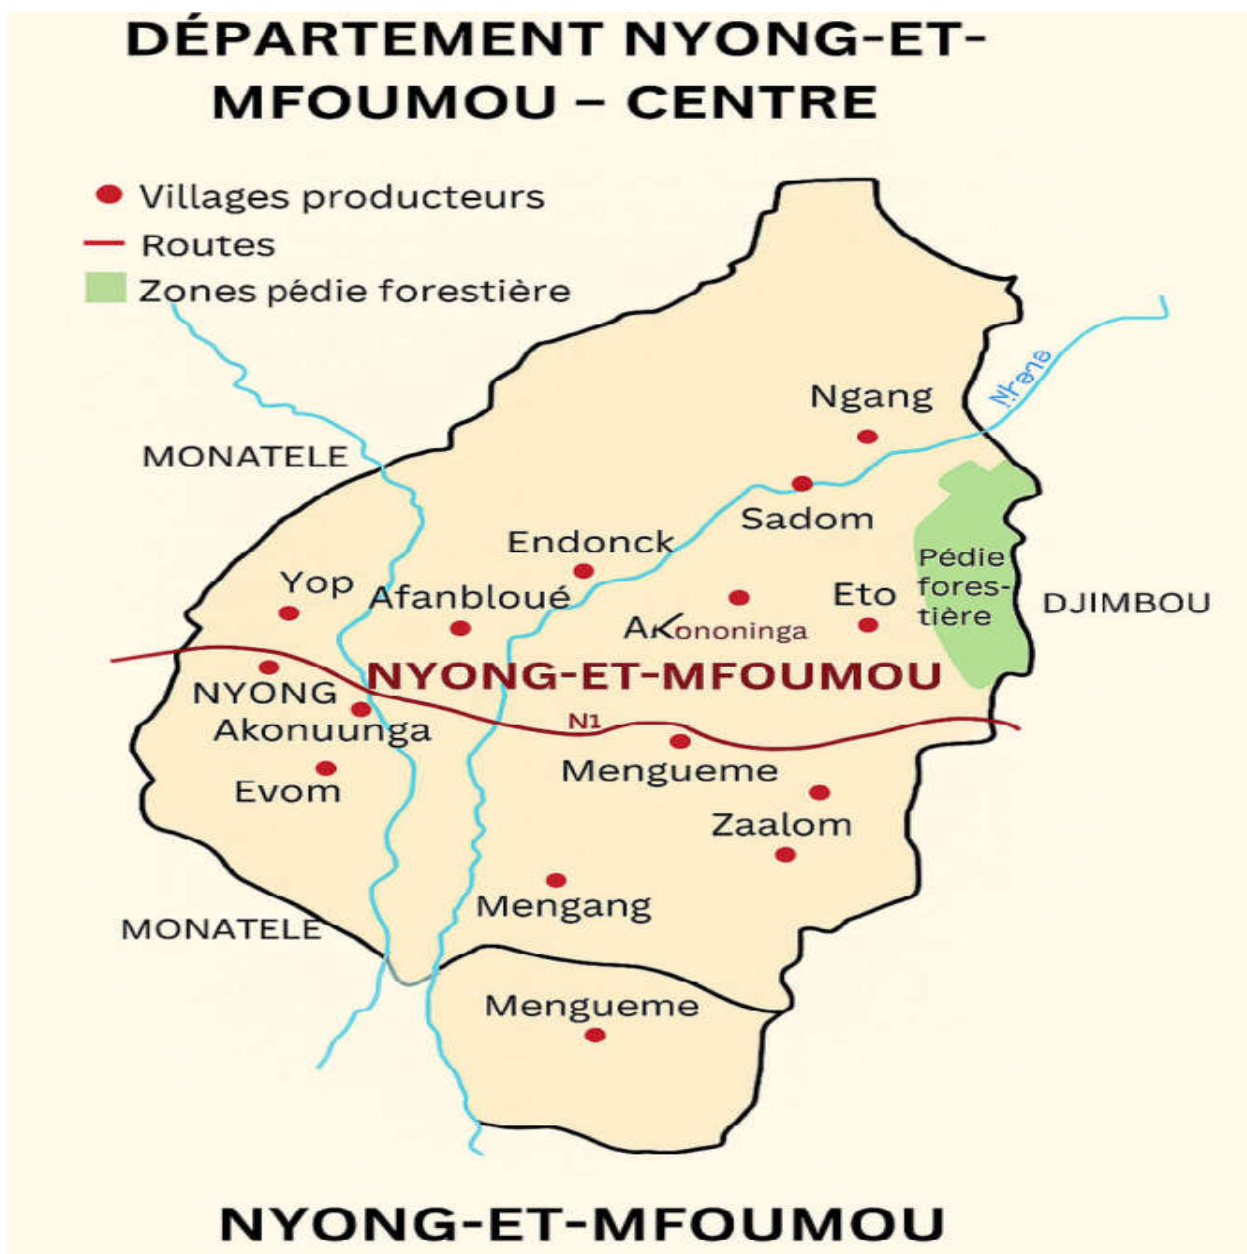 DÉPARTEMENT NYONG-ET-
MFOUMOU – CENTRE
Villages producteurs
Routes
Zones pédie forestière
Ngang
MONATELE
Sadom
Endonck
Pédie
fores-
tière
Yop
Afanbloué
Eto
DJIMBOU
AKononinga
NYONG-ET-MFOUMOU
NYONG
N1
Akonuunga
Mengueme
Evom
Zaalom
Mengang
MONATELE
Mengueme
NYONG-ET-MFOUMOU